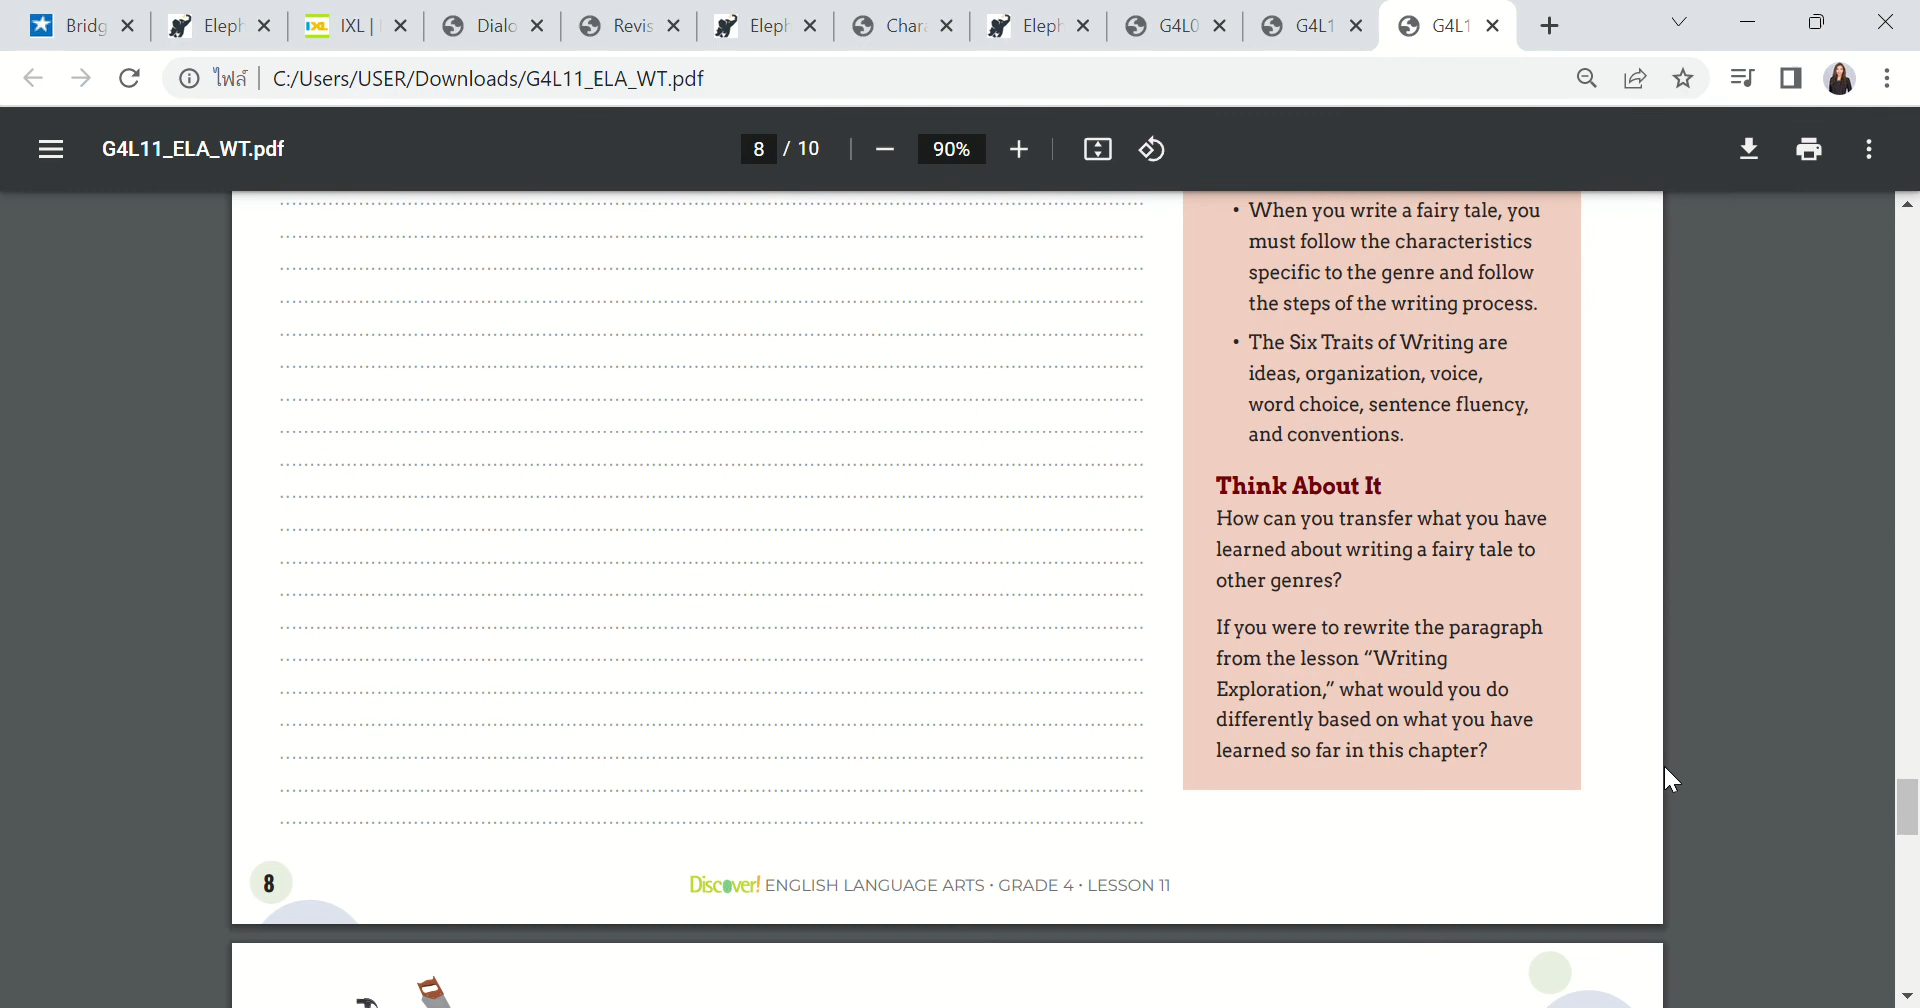 Bridg
Eleph
IXL |
Dialo
Revis
Eleph
Chara
Eleph
G4L0
G4L1
G4L1
ไฟล์
C:/Users/USER/Downloads/G4L11_ELA_WT.pdf
G4L11_ELA_WT.pdf
8 / 10
90%
• When you write a fairy tale, you
must follow the characteristics
specific to the genre and follow
the steps of the writing process.
• The Six Traits of Writing are
ideas, organization, voice,
word choice, sentence fluency,
and conventions.
Think About It
How can you transfer what you have
learned about writing a fairy tale to
other genres?
If you were to rewrite the paragraph
from the lesson “Writing
Exploration,” what would you do
differently based on what you have
learned so far in this chapter?
8
Discover! ENGLISH LANGUAGE ARTS • GRADE 4 • LESSON 11